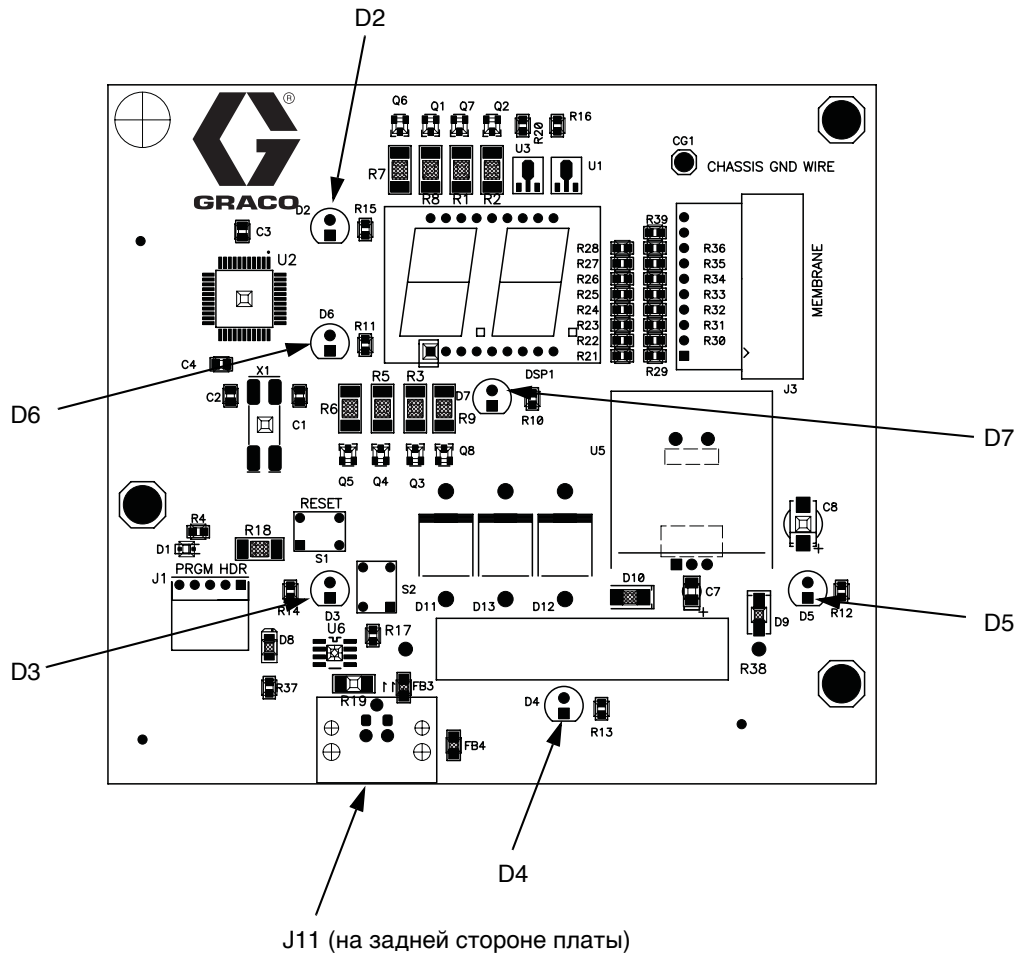 D2
Q6 Q1 Q7 Q2 R20 R16
U3 U1
CG1
CHASSIS GND WIRE
®
GRACO
R7 R8 R1 R2
D2 R15
C3
U2
R39
R28 R36
R27 R35
R26 R34
R25 R33
R24 R32
R23 R31
R22 R30
R21 R29
MEMBRANE
J3
D6 R11
C4
X1
C2 C1
DSP1
R6 R5 R3 R9
D7 R10
D6
D7
Q5 Q4 Q3 Q8
U5
C8
+
RESET
S1
R4
R18
D1
J1 PRGM HDR
R14
D3
S2
D11 D13 D12
D10
C7
+
D9
D5 R12
D5
D3
U6
R17
D8
R37
R19
FB3
R38
D4
R13
FB4
D4
J11 (на задней стороне платы)